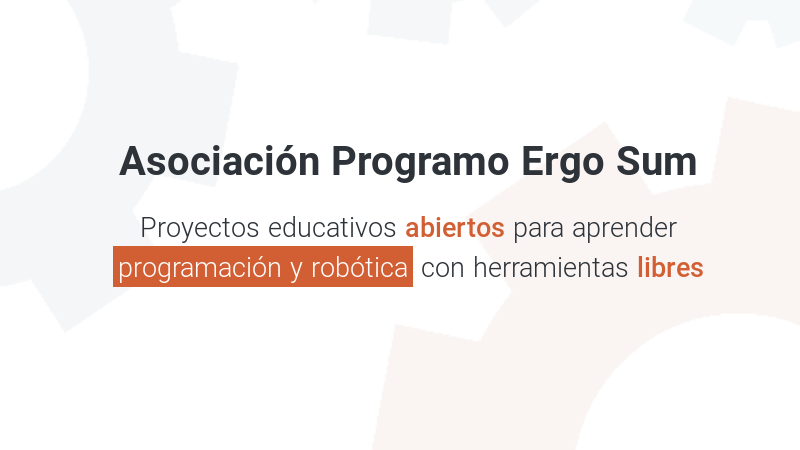 Asociación Programo Ergo Sum
Proyectos educativos abiertos para aprender
programación y robótica con herramientas libres